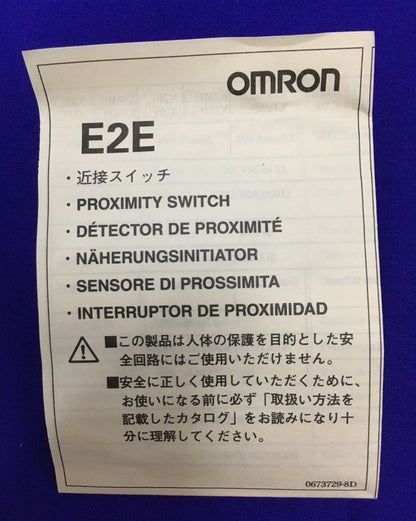 OMRON
E2E
・近接スイッチ
・PROXIMITY SWITCH
・DÉTECTOR DE PROXIMITÉ
・NÄHERUNGSINITIATOR
・SENSORE DI PROSSIMITA
・INTERRUPTOR DE PROXIMIDAD
■この製品は人体の保護を目的とした安
全回路にはご使用いただけません。
■安全に正しく使用していただくために、
お使いになる前に必ず「取扱い方法を
記載したカタログ」をお読みになり十
分に理解してください。
0673729-8D